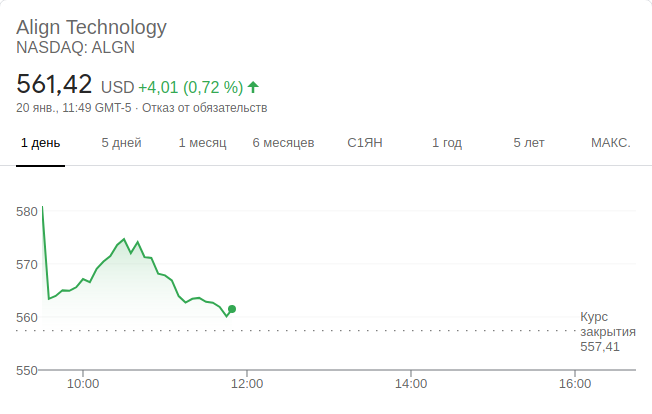 Align Technology
NASDAQ: ALGN
561,42 USD +4,01 (0,72 %)
20 янв., 11:49 GMT-5 · Отказ от обязательств
1 день 5 дней 1 месяц 6 месяцев С1ЯН 1 год 5 лет МАКС.
580
570
560
Курс
закрытия
557,41
550
10:00 12:00 14:00 16:00